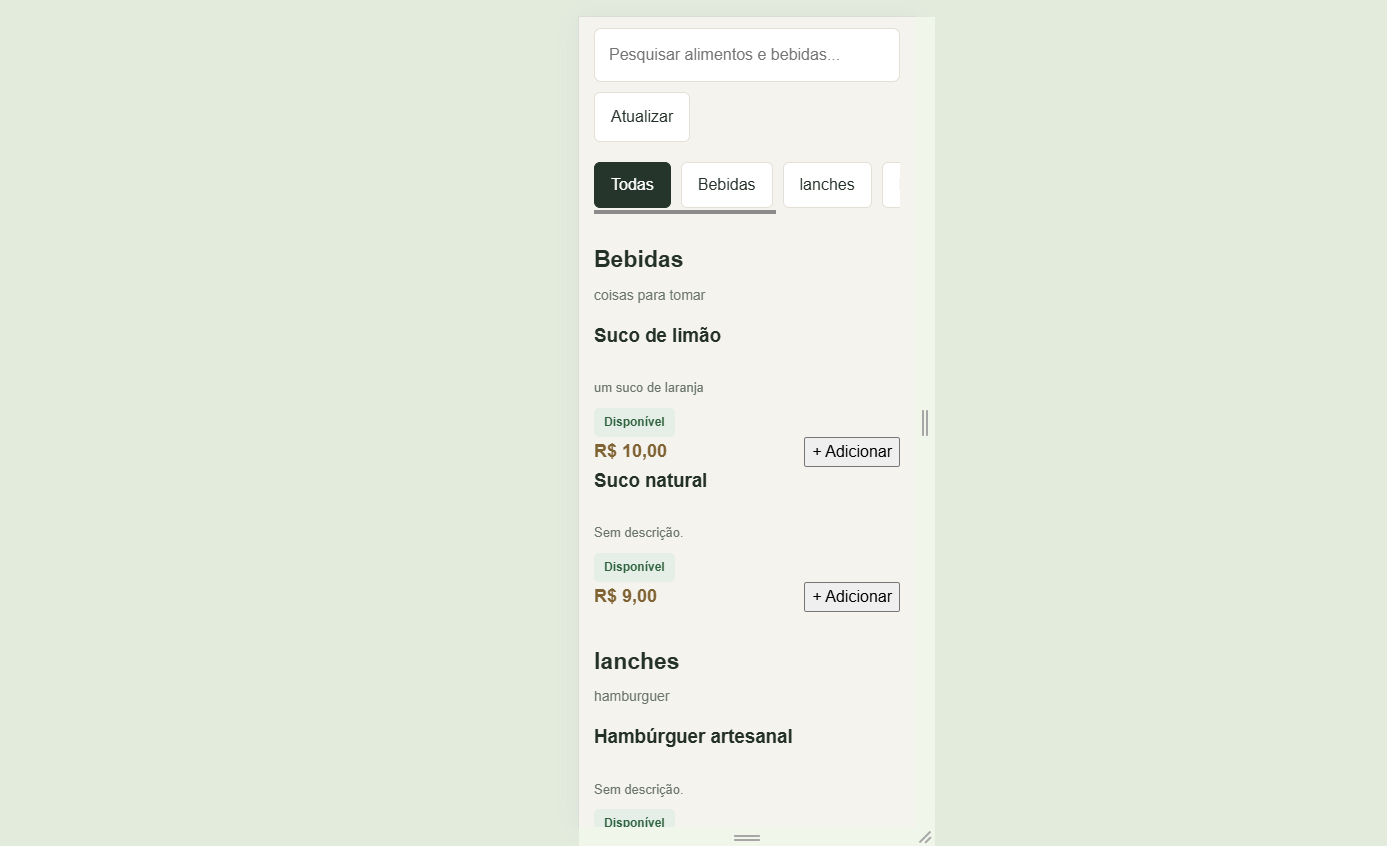 Pesquisar alimentos e bebidas...
Atualizar
Todas Bebidas lanches
Bebidas
coisas para tomar
Suco de limão
um suco de laranja
Disponível
R$ 10,00 + Adicionar
Suco natural
Sem descrição.
Disponível
R$ 9,00 + Adicionar
lanches
hamburguer
Hambúrguer artesanal
Sem descrição.
Disponível